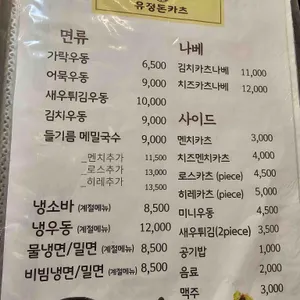 유정돈카츠
면류
가락우동 6,500
어묵우동 9,000
새우튀김우동 10,000
김치우동 9,000
들기름 메밀국수 9,000
_멘치추가 11,500
_로스추가 13,000
_히레추가 13,500
냉소바 (계절메뉴) 8,500
냉우동 (계절메뉴) 12,000
물냉면/밀면 (계절메뉴) 8,500
비빔냉면/밀면 (계절메뉴) 8,500
나베
김치카츠나베 11,000
치즈카츠나베 12,000
사이드
멘치카츠 3,000
치즈멘치카츠 4,000
로스카츠 (piece) 4,500
히레카츠 (piece) 5,000
미니우동 4,500
새우튀김(2piece) 3,500
공기밥 1,000
음료 2,000
맥주 3,000